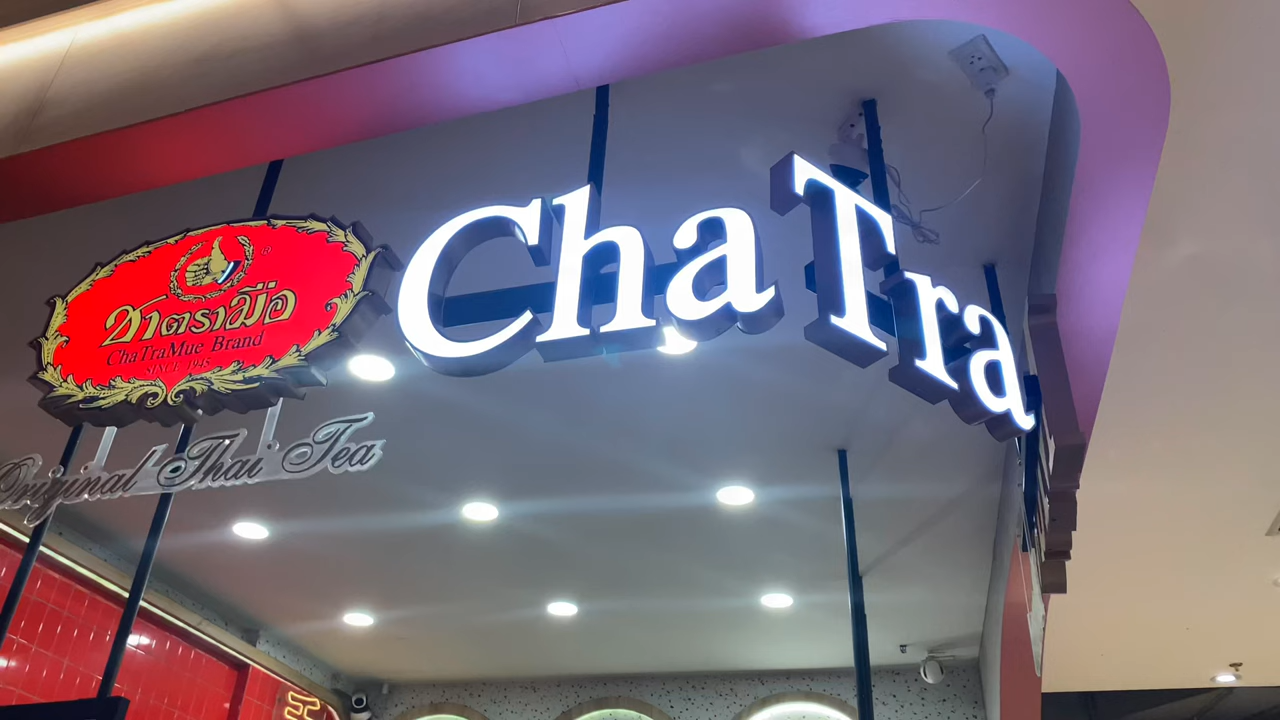 ชาตรามือ
ChaTraMue Brand
SINCE 1945
Original Thai Tea
ChaTra